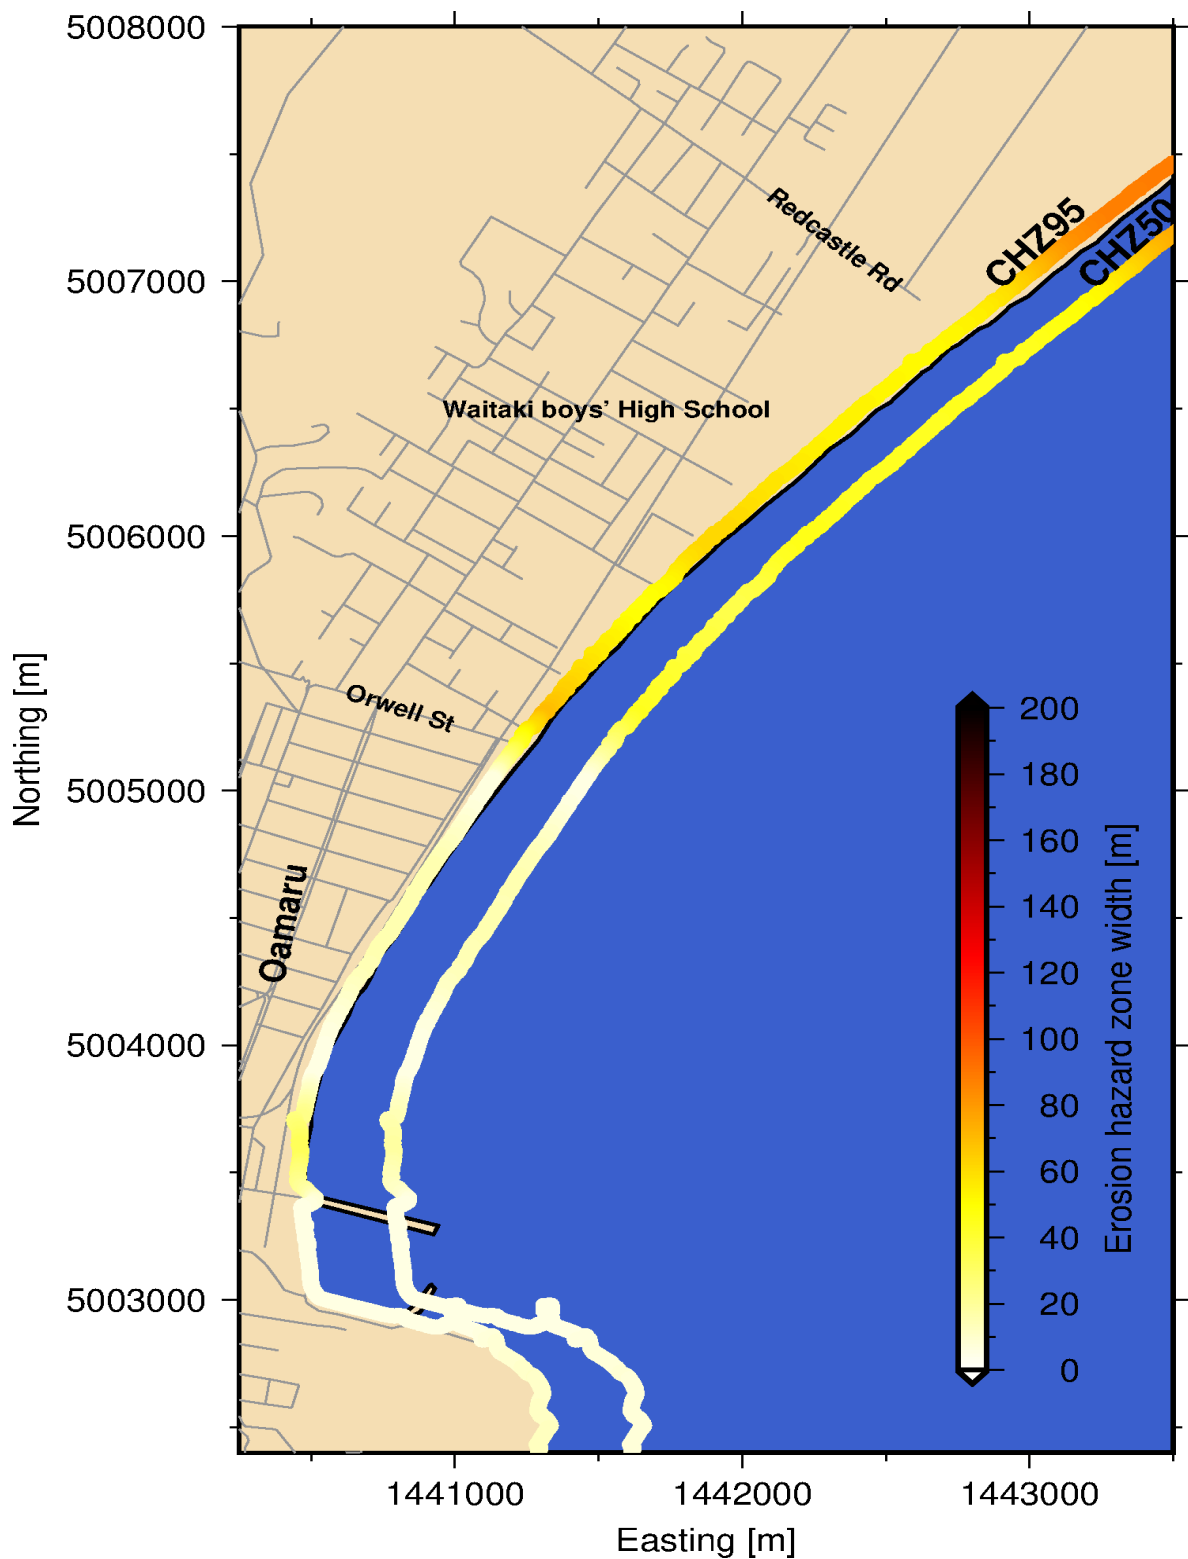 5008000
5007000
5006000
5005000
5004000
5003000
Northing [m]
Redcastle Rd
CHZ95
CHZ50
Waitaki boys' High School
Orwell St
Oamaru
200
180
160
140
120
100
80
60
40
20
0
Erosion hazard zone width [m]
1441000
1442000
1443000
Easting [m]